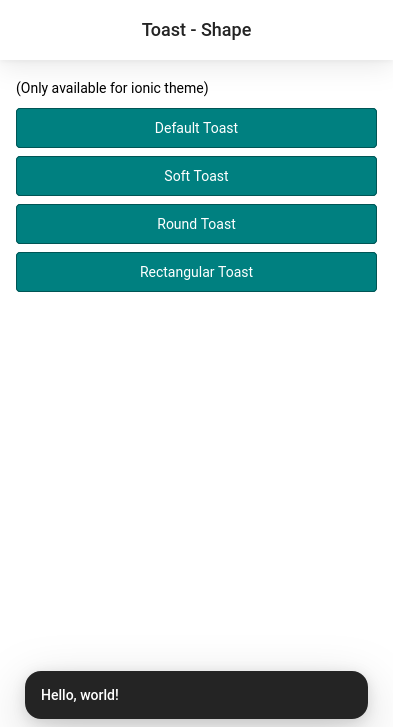 Toast - Shape
(Only available for ionic theme)
Default Toast
Soft Toast
Round Toast
Rectangular Toast
Hello, world!